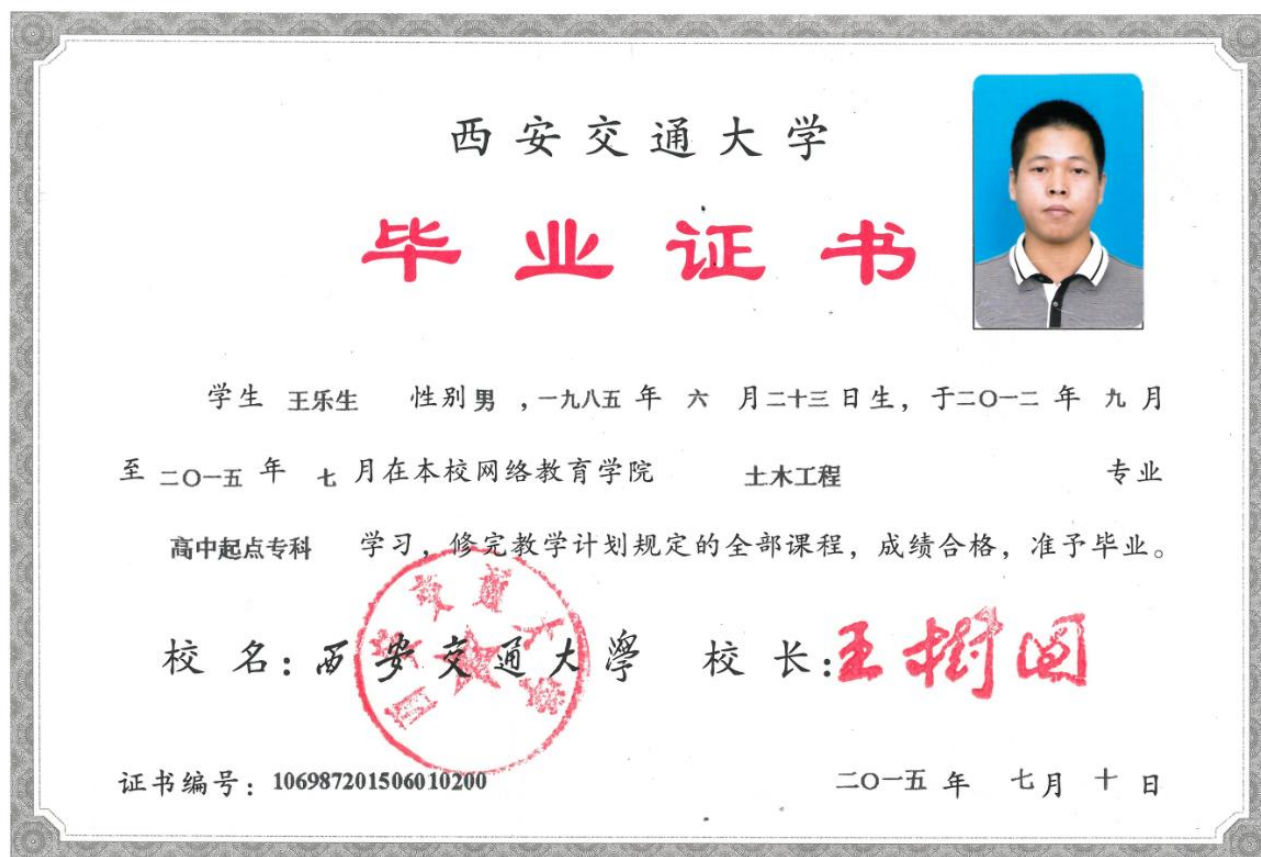 西安交通大学
毕业证书
学生 王乐生 性别 男 ，一九八五 年 六 月二十三日生，于二〇一二 年 九 月
至 二〇一五 年 七 月在本校网络教育学院 土木工程 专业
高中起点专科 学习，修完教学计划规定的全部课程，成绩合格，准予毕业。
校 名：西安交通大學 校 长：王树国
证书编号：106987201506010200 二〇一五 年 七月 十 日
西安交通大学